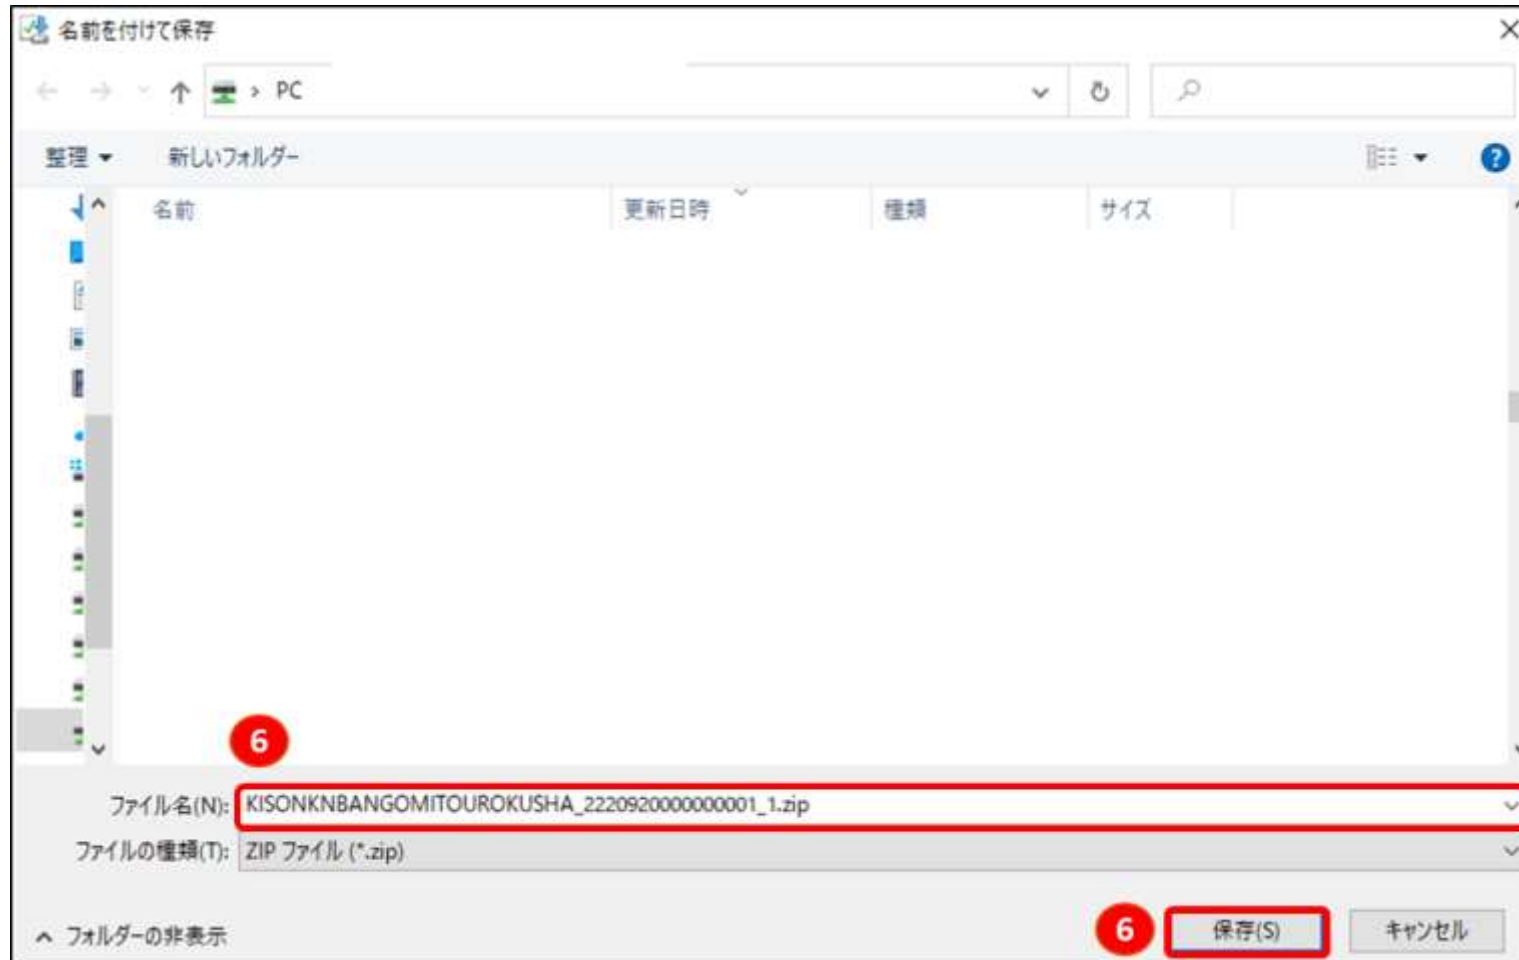 名前を付けて保存
PC
整理 新しいフォルダー
名前 更新日時 種類 サイズ
6
ファイル名(N): KISONKNBANGOMITOUROKUSHA_2220920000000001_1.zip
ファイルの種類(T): ZIP ファイル (*.zip)
フォルダーの非表示 6 保存(S) キャンセル